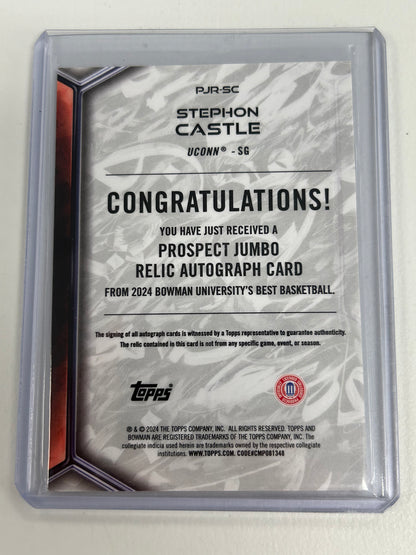 PJR-SC
STEPHON
CASTLE
UCONN® - SG
CONGRATULATIONS!
YOU HAVE JUST RECEIVED A
PROSPECT JUMBO
RELIC AUTOGRAPH CARD
FROM 2024 BOWMAN UNIVERSITY'S BEST BASKETBALL.
The signing of all autograph cards is witnessed by a Topps representative to guarantee authenticity.
The relic contained in this card is not from any specific game, event, or season.
Topps
® & © 2024 THE TOPPS COMPANY, INC. ALL RIGHTS RESERVED. TOPPS AND
BOWMAN ARE REGISTERED TRADEMARKS OF THE TOPPS COMPANY, INC. The
collegiate indicia used herein are trademarked by the respective collegiate
institutions. WWW.TOPPS.COM. CODE#CMP081348